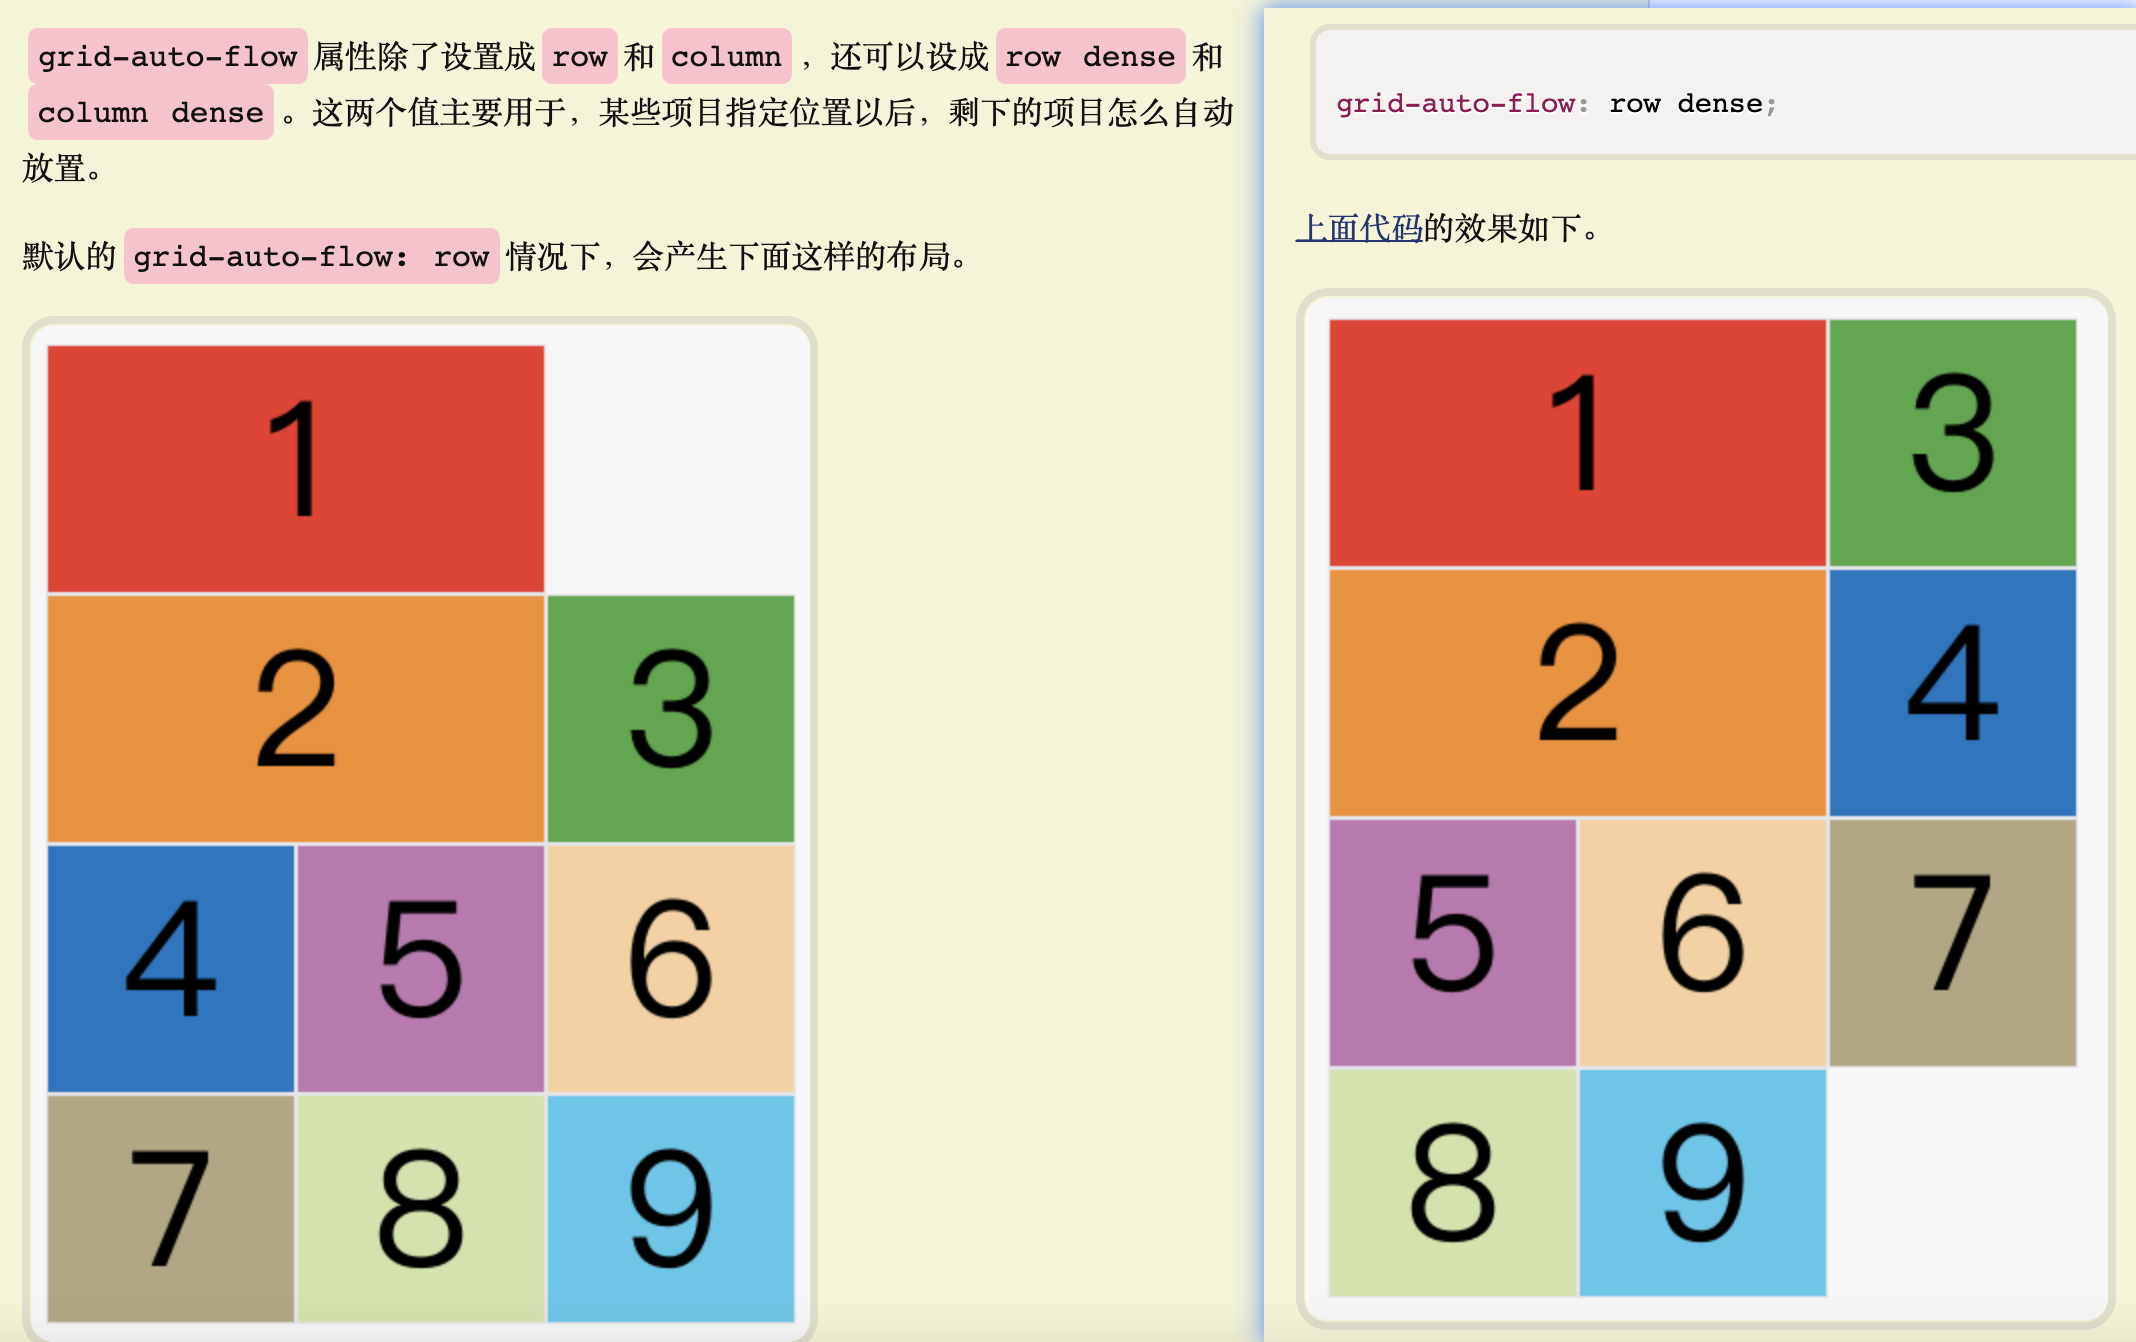 grid-auto-flow 属性除了设置成 row 和 column ，还可以设成 row dense 和
column dense 。这两个值主要用于，某些项目指定位置以后，剩下的项目怎么自动
放置。
默认的 grid-auto-flow: row 情况下，会产生下面这样的布局。
1
2 3
4 5 6
7 8 9
grid-auto-flow: row dense;
上面代码的效果如下。
1 3
2 4
5 6 7
8 9